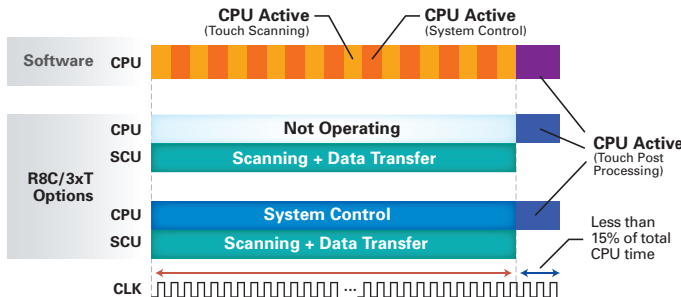 CPU Active
(Touch Scanning)
CPU Active
(System Control)
Software
CPU
CPU
Not Operating
SCU
Scanning + Data Transfer
CPU Active
(Touch Post
Processing)
R8C/3xT
Options
CPU
System Control
SCU
Scanning + Data Transfer
Less than
15% of total
CPU time
CLK
...